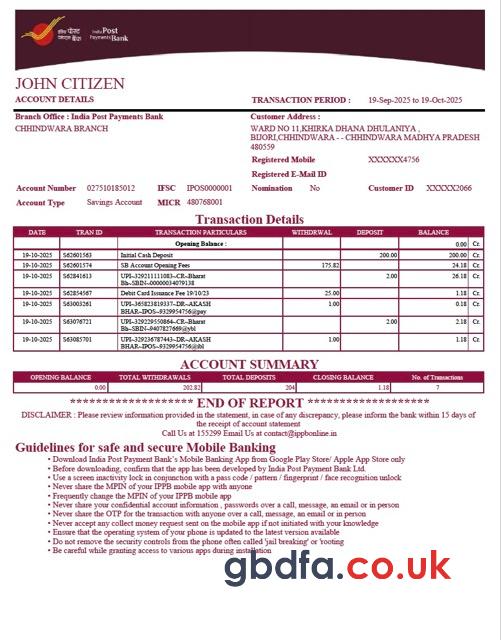 इंडिया पोस्ट India Post
पेमेंट्स बैंक Payments Bank
JOHN CITIZEN
ACCOUNT DETAILS
TRANSACTION PERIOD : 19-Sep-2025 to 19-Oct-2025
Branch Office : India Post Payments Bank
CHHINDWARA BRANCH
Customer Address :
WARD NO 11,KHIRKA DHANA DHULANIYA ,
BIJORI,CHHINDWARA - - CHHINDWARA MADHYA PRADESH
480559
Registered Mobile XXXXXX4756
Registered E-Mail ID
Account Number 027510185012 IFSC IPOS0000001 Nomination No Customer ID XXXXX2066
Account Type Savings Account MICR 480768001
Transaction Details
DATE TRAN ID TRANSACTION PARTICULARS WITHDRWAL DEPOSIT BALANCE
Opening Balance : 0.00 Cr.
19-10-2025 S62601563 Initial Cash Deposit 200.00 200.00 Cr.
19-10-2025 S62601574 SB Account Opening Fees 175.82 24.18 Cr.
19-10-2025 S62841613 UPI~329211111083~CR~Bharat 2.00 26.18 Cr.
Bh~SBIN~00000034079138
19-10-2025 S62854567 Debit Card Issuance Fee 19/10/23 25.00 1.18 Cr.
19-10-2025 S63003261 UPI~365823819337~DR~AKASH 1.00 0.18 Cr.
BHAR~IPOS~9329954756@pay
19-10-2025 S63076721 UPI~329229550864~CR~Bharat 2.00 2.18 Cr.
Bh~SBIN~9407827669@ybl
19-10-2025 S63085701 UPI~329236787443~DR~AKASH 1.00 1.18 Cr.
BHAR~IPOS~9329954756@ibl
ACCOUNT SUMMARY
OPENING BALANCE TOTAL WITHDRAWALS TOTAL DEPOSITS CLOSING BALANCE No. of Transactions
0.00 202.82 204 1.18 7
******************* END OF REPORT *******************
DISCLAIMER : Please review information provided in the statement, in case of any discrepancy, please inform the bank within 15 days of
the receipt of account statement
Call Us at 155299 Email Us at contact@ippbonline.in
Guidelines for safe and secure Mobile Banking
• Download India Post Payment Bank's Mobile Banking App from Google Play Store/ Apple App Store only
• Before downloading, confirm that the app has been developed by India Post Payment Bank Ltd.
• Use a screen inactivity lock in conjunction with a pass code / pattern / fingerprint / face recognition unlock
• Never share the MPIN of your IPPB mobile app with anyone
• Frequently change the MPIN of your IPPB mobile app
• Never share your confidential account information , passwords over a call, message, an email or in person
• Never share the OTP for the transaction with anyone over a call, message, email or in person
• Never accept any collect money request sent on the mobile app if not initiated with your knowledge
• Ensure that the operating system of your phone is updated to the latest version available
• Do not remove the security controls from the phone often called 'jail breaking' or 'rooting
• Be careful while granting access to various apps during installation
gbdfa.co.uk